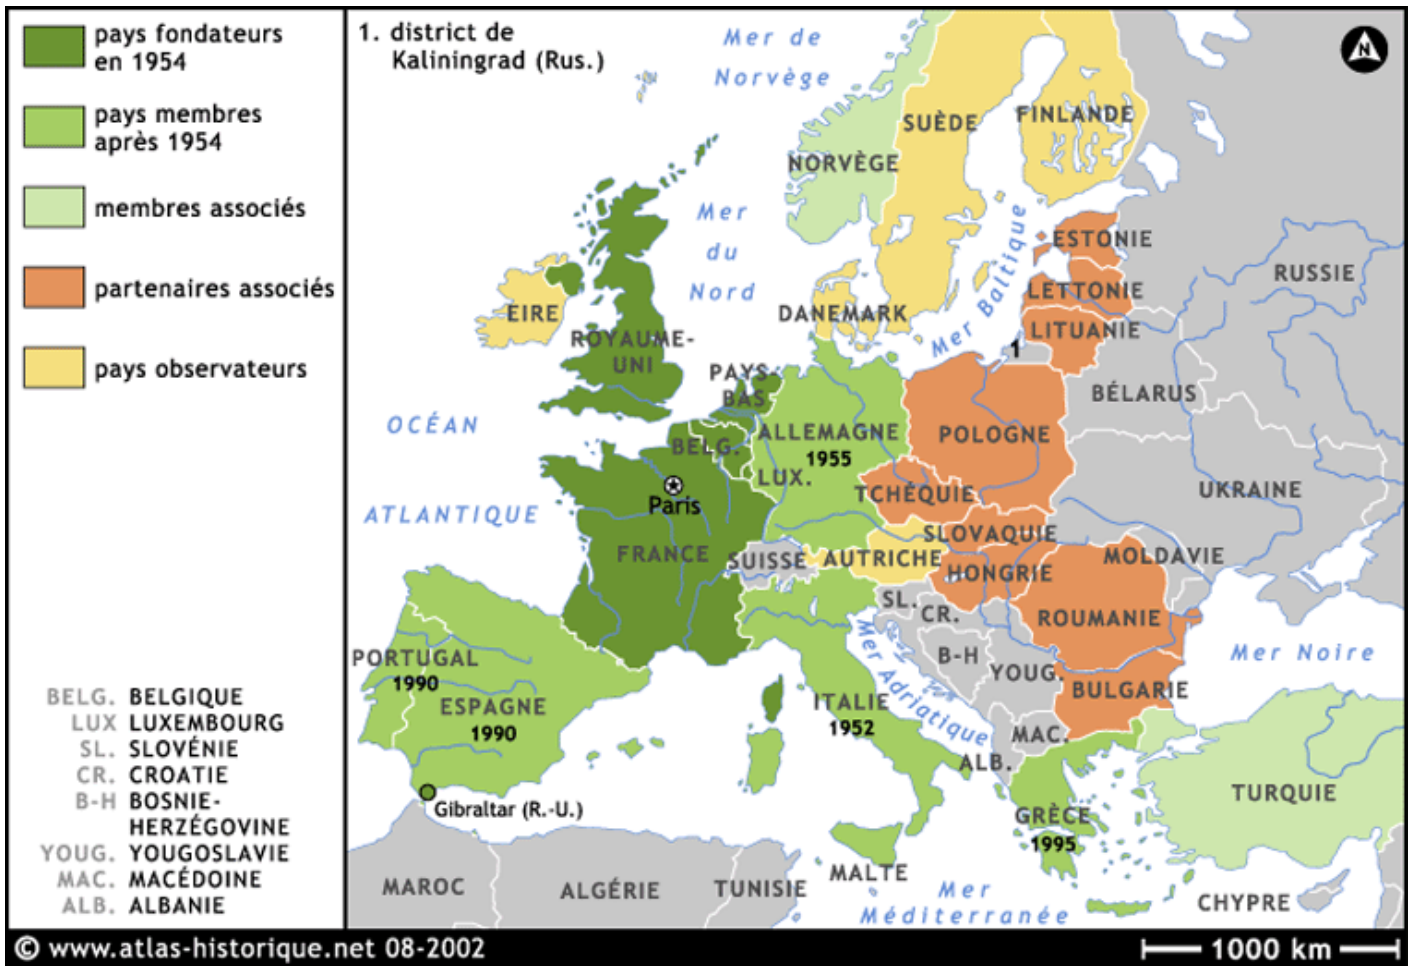 pays fondateurs
en 1954
pays membres
après 1954
membres associés
partenaires associés
pays observateurs
BELG. BELGIQUE
LUX LUXEMBOURG
SL. SLOVÉNIE
CR. CROATIE
B-H BOSNIE-
HERZÉGOVINE
YOUG. YOUGOSLAVIE
MAC. MACÉDOINE
ALB. ALBANIE
1. district de
Kaliningrad (Rus.)
N
Mer de
Norvège
SUÈDE
FINLANDE
NORVÈGE
Mer
du
Nord
Mer Baltique
ESTONIE
RUSSIE
LETTONIE
EIRE
DANEMARK
LITUANIE
1
ROYAUME-
UNI
PAYS-
BAS
BÉLARUS
OCÉAN
ATLANTIQUE
BELG.
ALLEMAGNE
1955
POLOGNE
LUX.
TCHÉQUIE
UKRAINE
Paris
SLOVAQUIE
FRANCE
SUISSE
AUTRICHE
HONGRIE
MOLDAVIE
SL.
CR.
ROUMANIE
B-H
YOUG.
Mer Noire
PORTUGAL
1990
ESPAGNE
1990
ITALIE
1952
Mer Adriatique
BULGARIE
MAC.
ALB.
TURQUIE
Gibraltar (R.-U.)
GRÈCE
1995
MALTE
MAROC
ALGÉRIE
TUNISIE
Mer
Méditerranée
CHYPRE
© www.atlas-historique.net 08-2002
1000 km